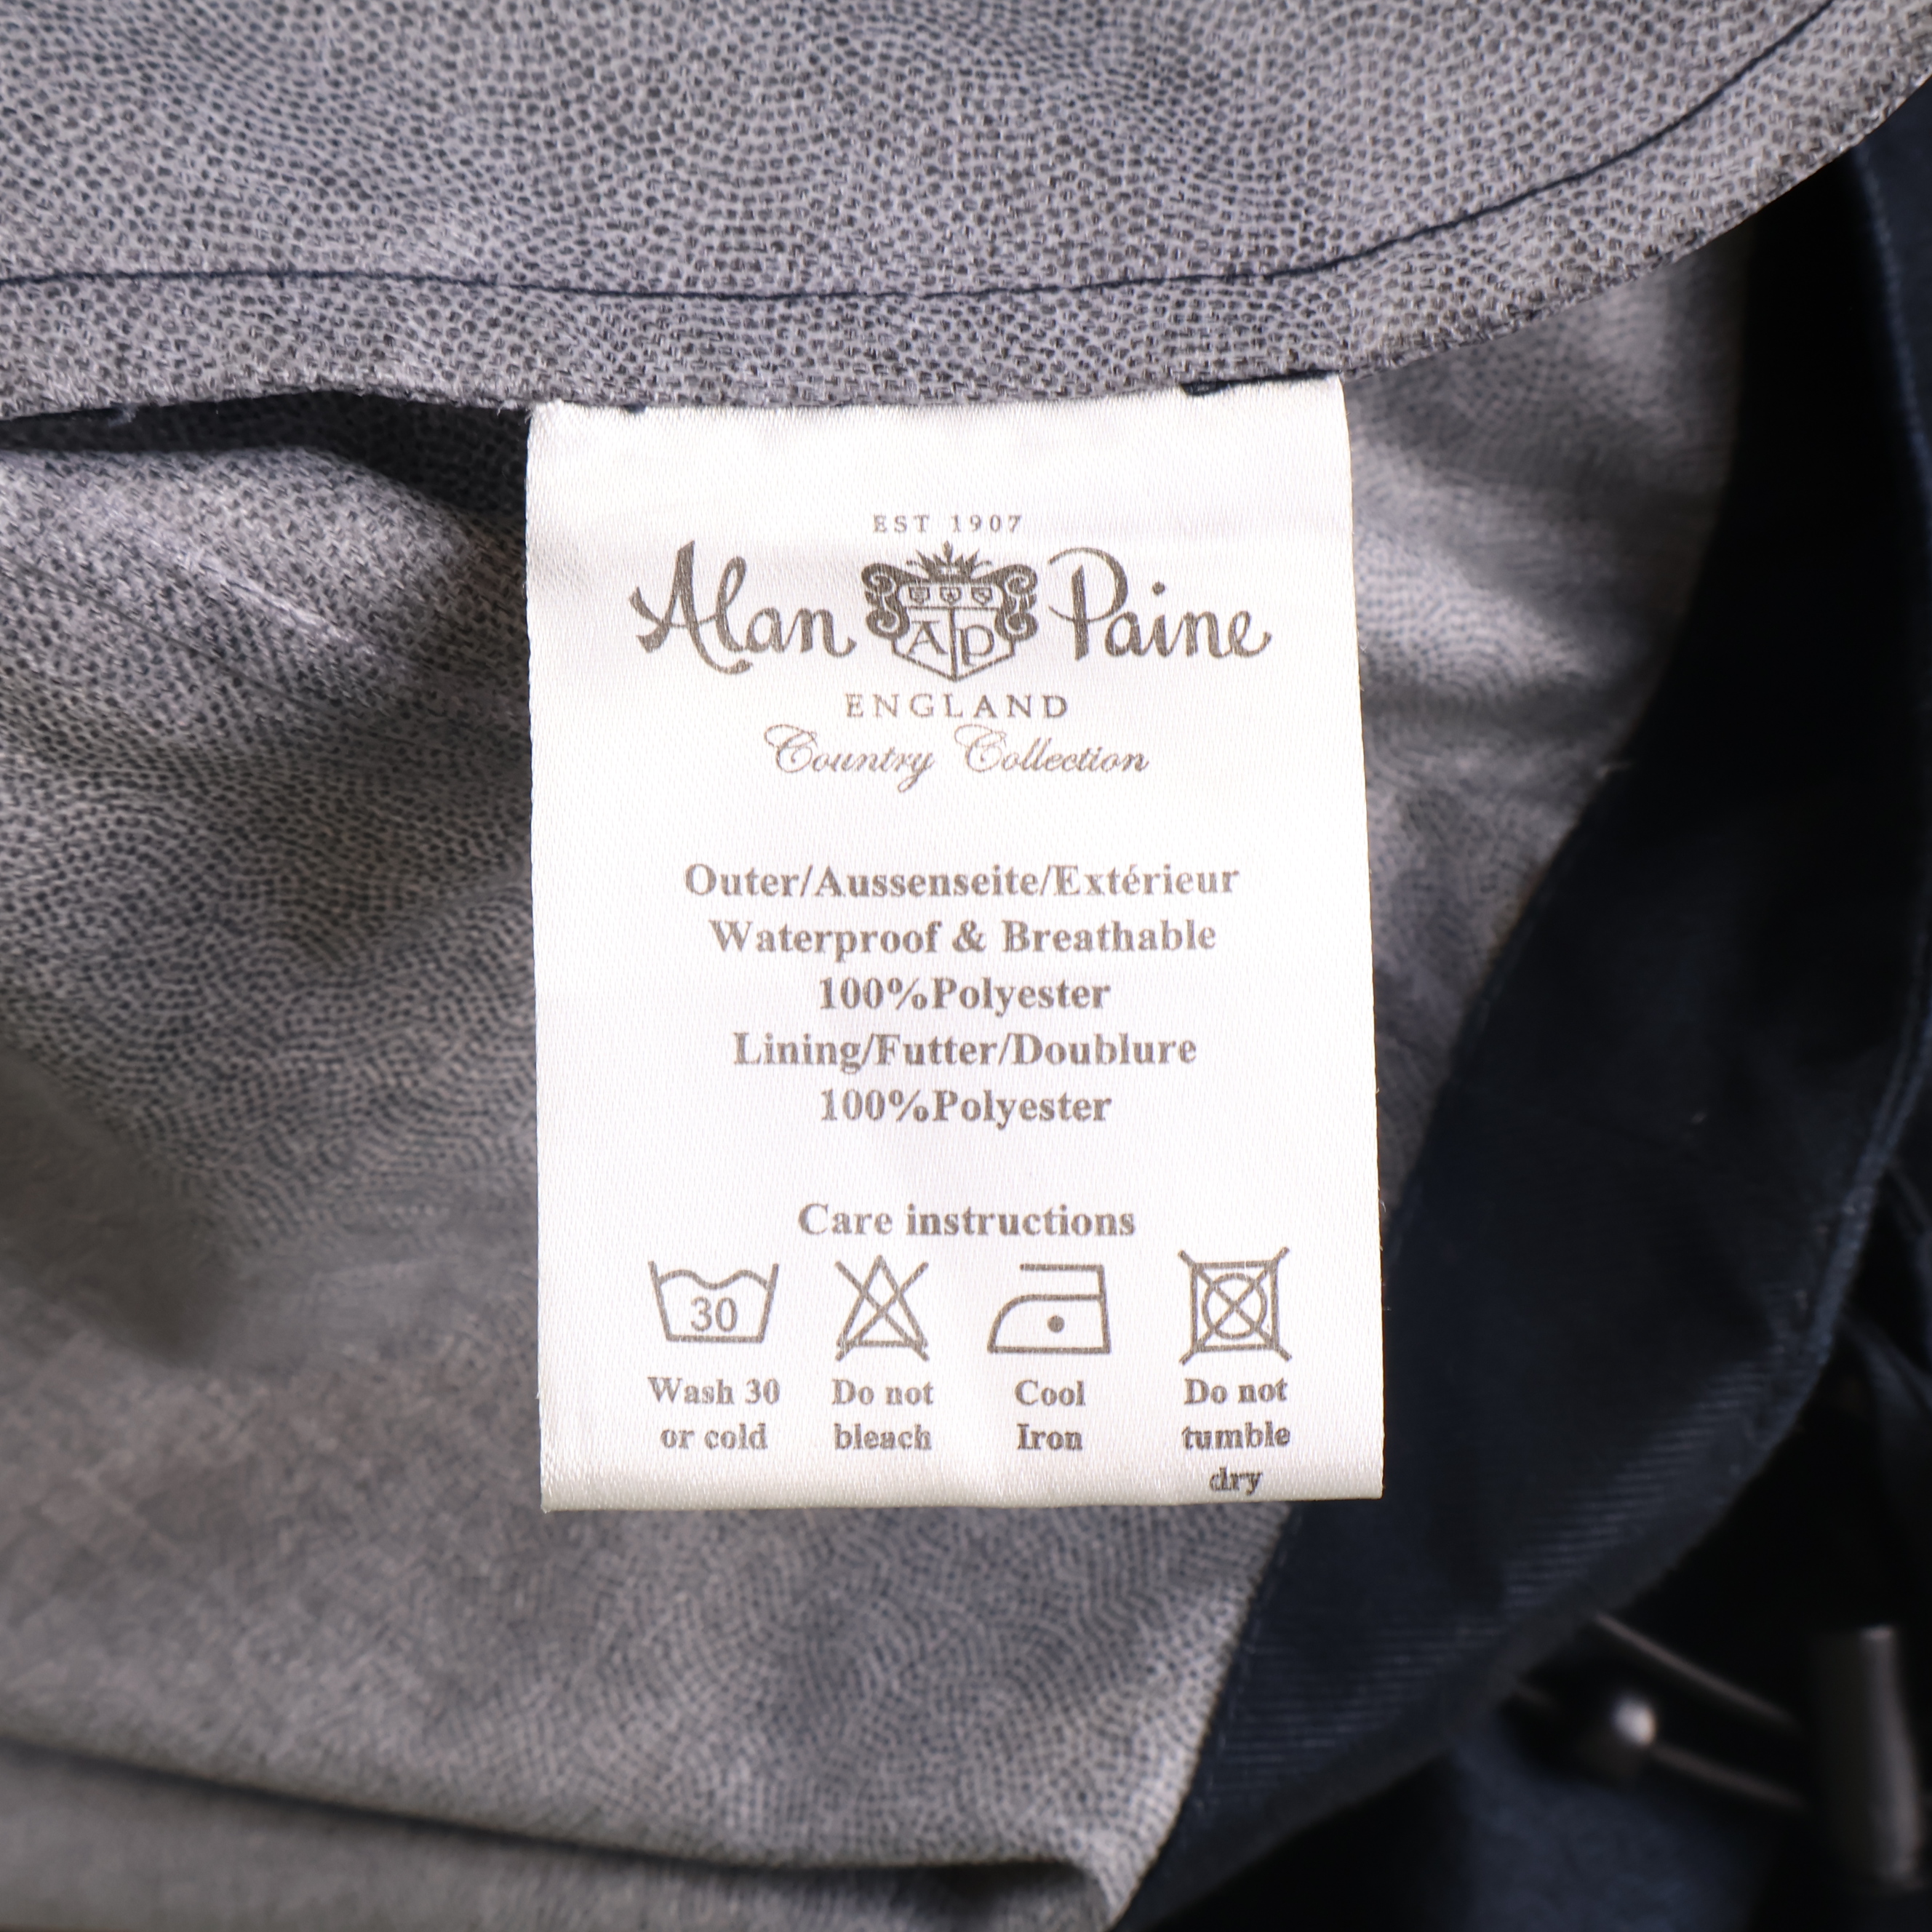 EST 1907
Alan AP Paine
ENGLAND
Country Collection
Outer/Aussenseite/Extérieur
Waterproof & Breathable
100%Polyester
Lining/Futter/Doublure
100%Polyester
Care instructions
30
Wash 30 Do not Cool Do not
or cold bleach Iron tumble
dry